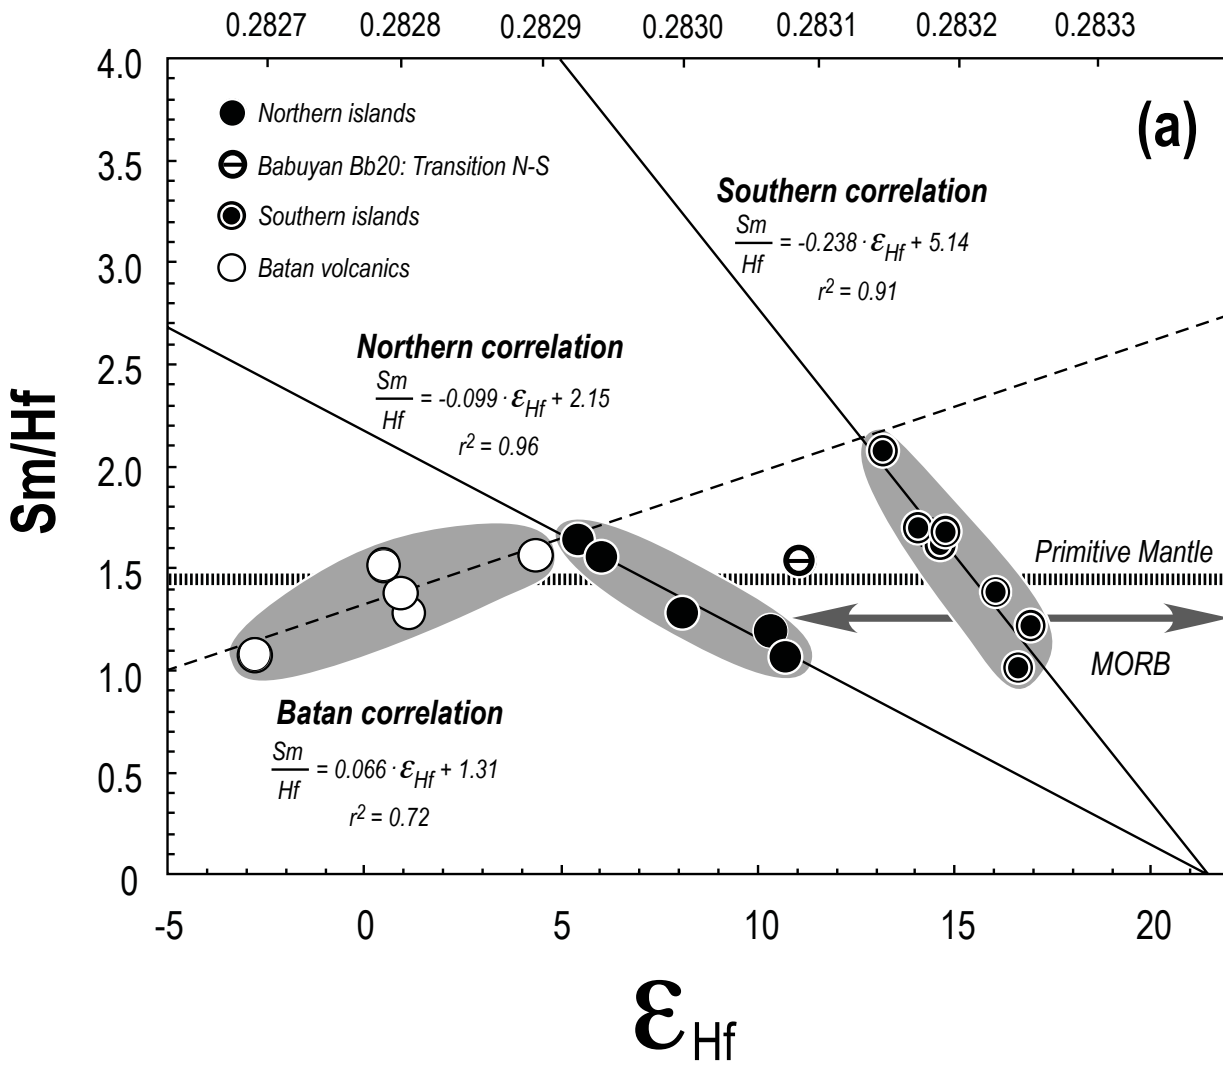 0.2827 0.2828 0.2829 0.2830 0.2831 0.2832 0.2833
4.0
(a)
Northern islands
Babuyan Bb20: Transition N-S
Southern islands
Batan volcanics
3.5
Southern correlation
Sm/Hf = -0.238 · εHf + 5.14
r2 = 0.91
3.0
2.5
Northern correlation
Sm/Hf = -0.099 · εHf + 2.15
r2 = 0.96
Sm/Hf
2.0
1.5
Primitive Mantle
MORB
1.0
Batan correlation
Sm/Hf = 0.066 · εHf + 1.31
r2 = 0.72
0.5
0
-5 0 5 10 15 20
εHf